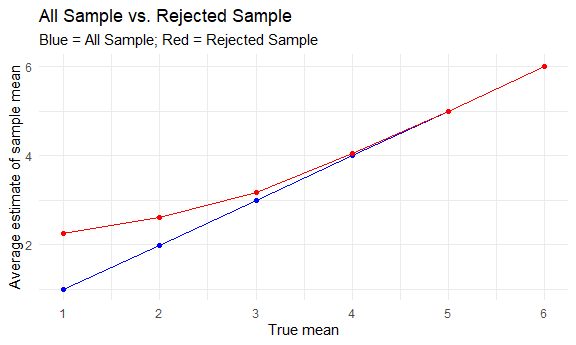 All Sample vs. Rejected Sample
Blue = All Sample; Red = Rejected Sample
Average estimate of sample mean
6
4
2
1 2 3 4 5 6
True mean